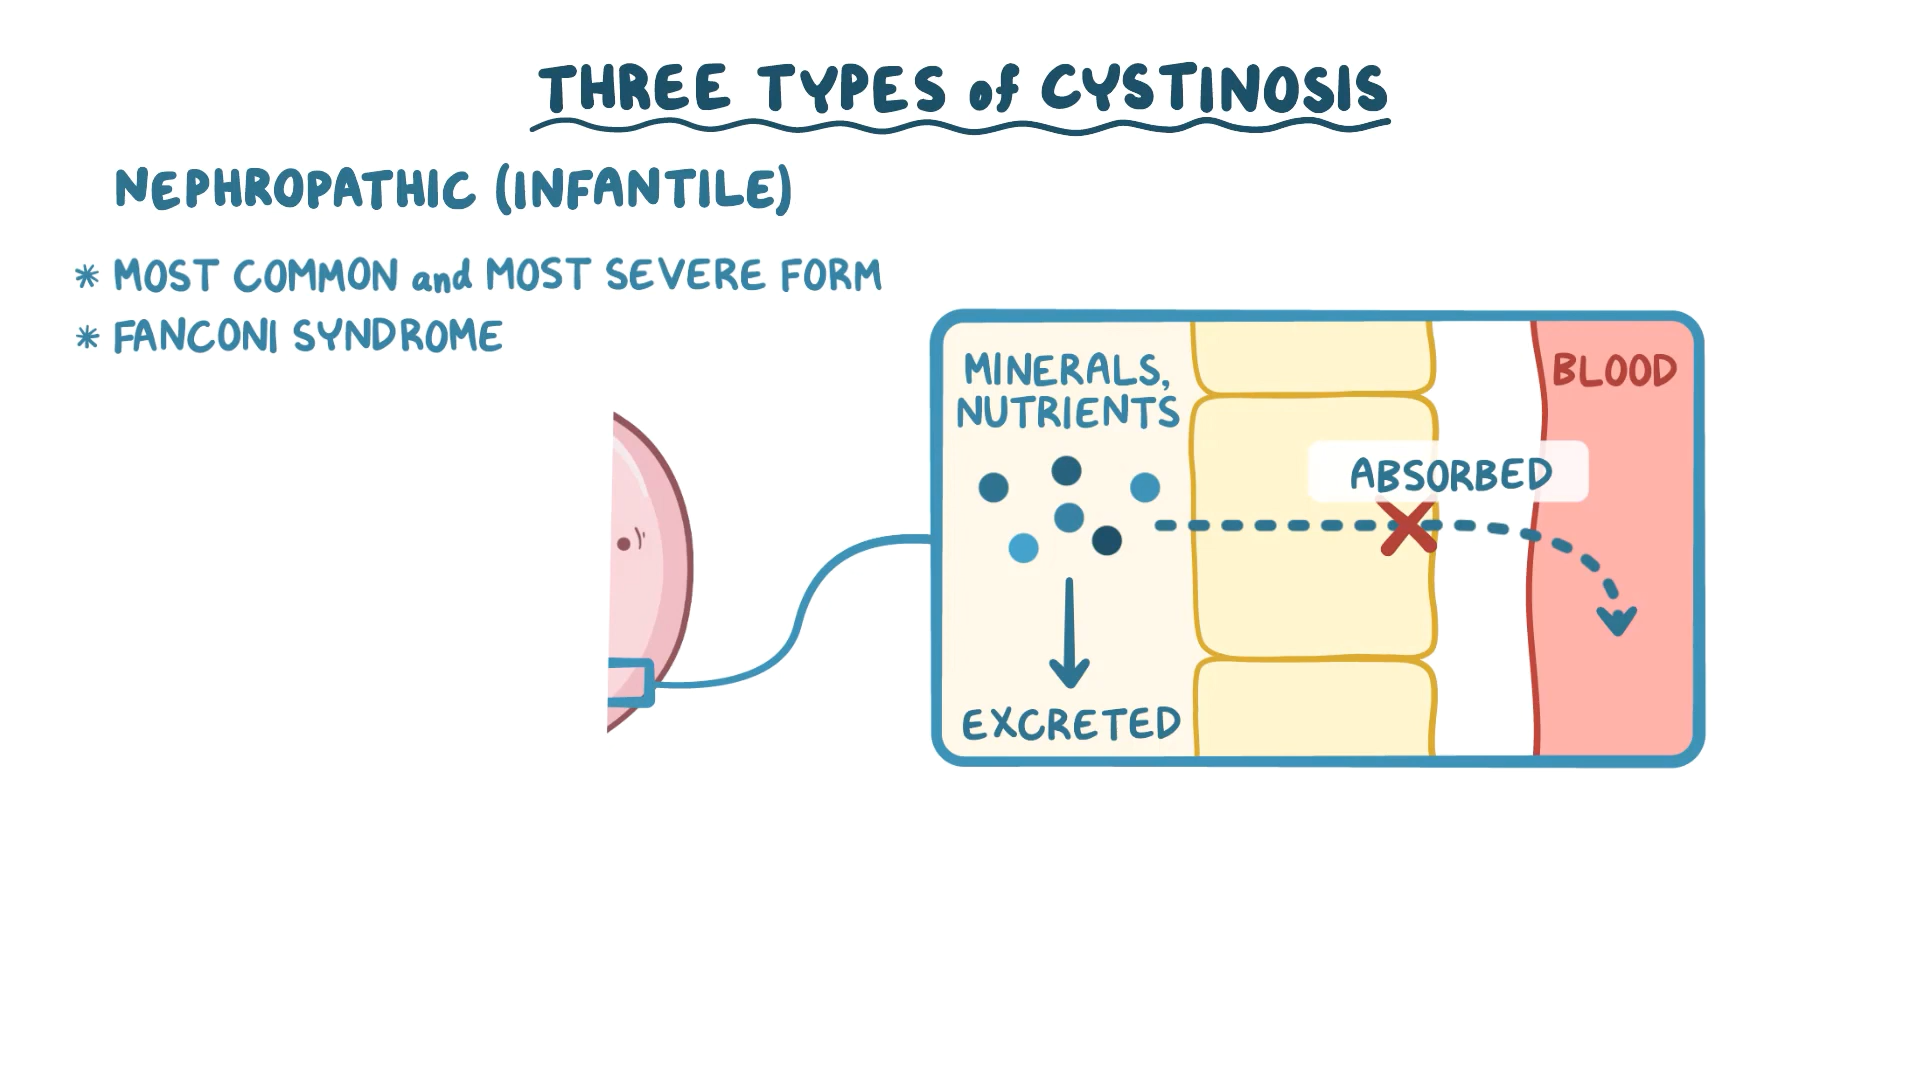 THREE TYPES of CYSTINOSIS
NEPHROPATHIC (INFANTILE)
* MOST COMMON and MOST SEVERE FORM
* FANCONI SYNDROME
MINERALS,
NUTRIENTS
BLOOD
ABSORBED
EXCRETED